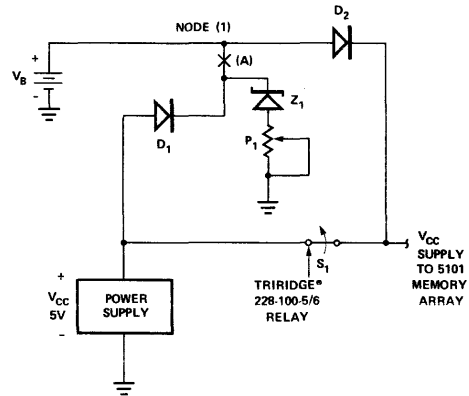 D2
NODE (1)
+
(A)
VB
-
Z1
D1
P1
VCC
SUPPLY
TO 5101
MEMORY
ARRAY
S1
TRIRIDGE®
228-100-5/6
RELAY
+
VCC
5V
-
POWER
SUPPLY